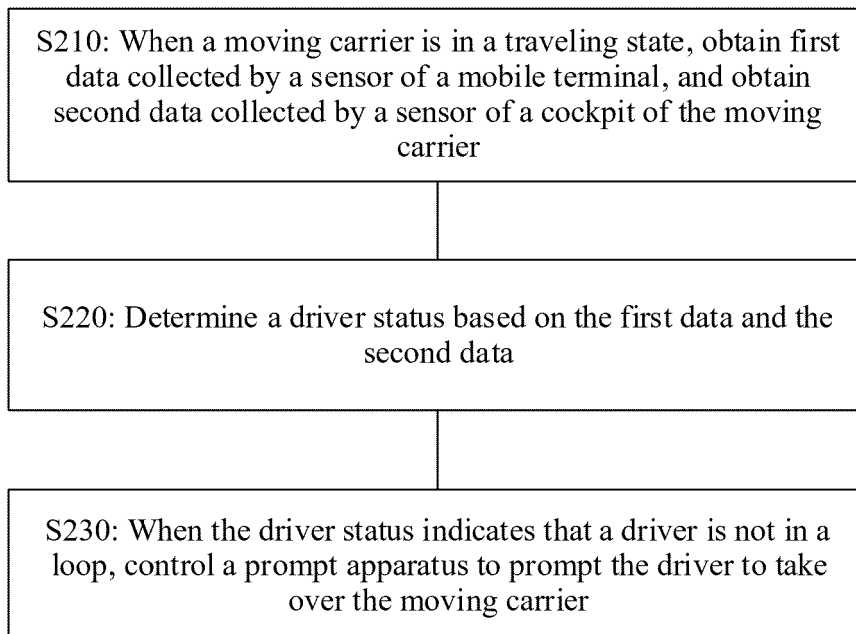 S210: When a moving carrier is in a traveling state, obtain first
data collected by a sensor of a mobile terminal, and obtain
second data collected by a sensor of a cockpit of the moving
carrier
S220: Determine a driver status based on the first data and the
second data
S230: When the driver status indicates that a driver is not in a
loop, control a prompt apparatus to prompt the driver to take
over the moving carrier